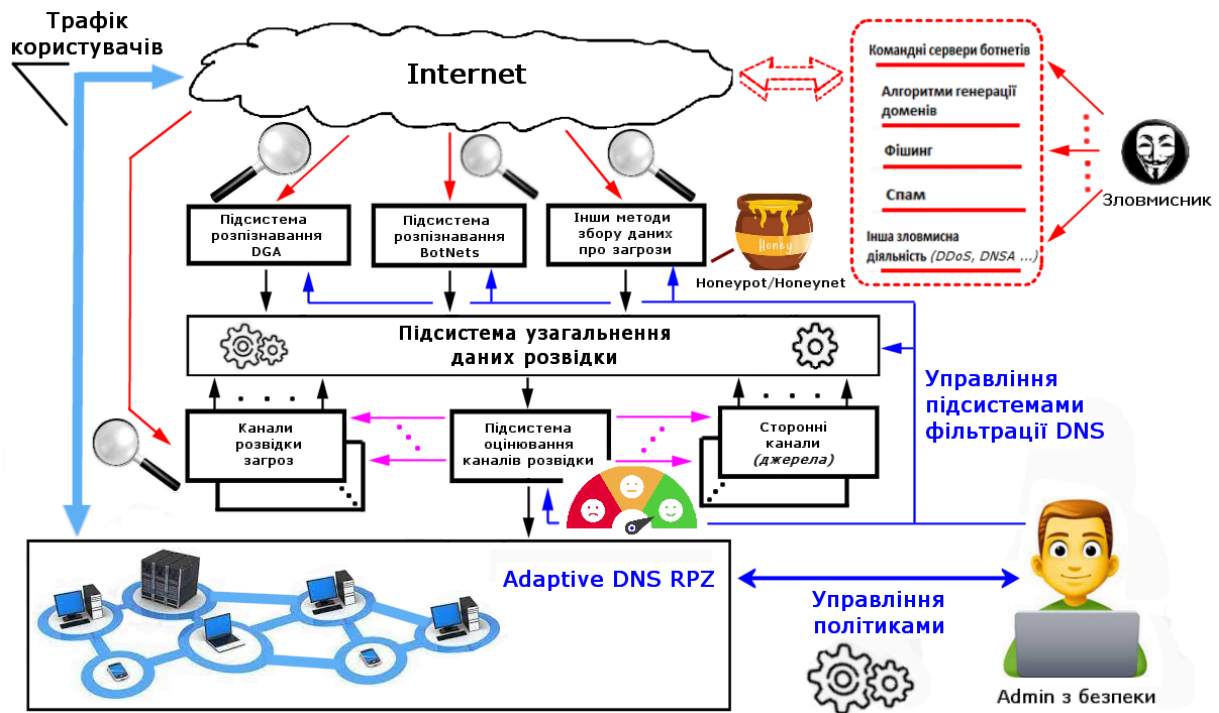 Трафік
користувачів
Internet
Командні сервери ботнетів
Алгоритми генерації
доменів
Фішинг
Спам
Інша зловмисна
діяльність (DDoS, DNSA ...)
Зловмисник
Підсистема
розпізнавання
DGA
Підсистема
розпізнавання
BotNets
Інши методи
збору даних
про загрози
Honey
Honeypot/Honeynet
Підсистема узагальнення
даних розвідки
Канали
розвідки
загроз
Підсистема
оцінювання
каналів розвідки
Сторонні
канали
(джерела)
Управління
підсистемами
фільтрації DNS
Adaptive DNS RPZ
Управління
політиками
Admin з безпеки